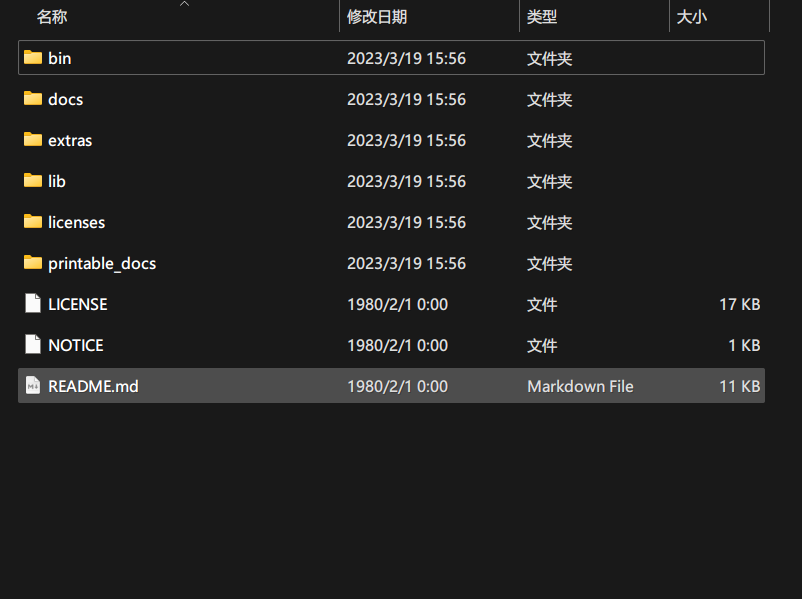 名称 修改日期 类型 大小
bin 2023/3/19 15:56 文件夹
docs 2023/3/19 15:56 文件夹
extras 2023/3/19 15:56 文件夹
lib 2023/3/19 15:56 文件夹
licenses 2023/3/19 15:56 文件夹
printable_docs 2023/3/19 15:56 文件夹
LICENSE 1980/2/1 0:00 文件 17 KB
NOTICE 1980/2/1 0:00 文件 1 KB
README.md 1980/2/1 0:00 Markdown File 11 KB